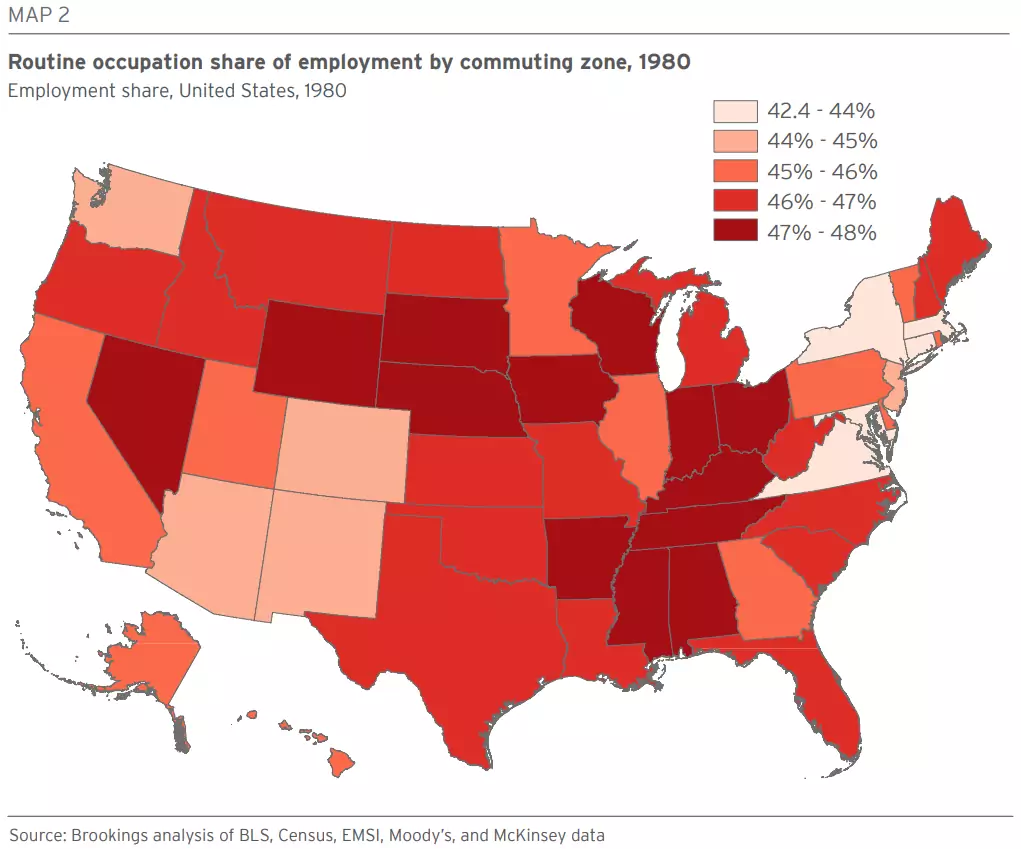 MAP 2
Routine occupation share of employment by commuting zone, 1980
Employment share, United States, 1980
42.4 - 44%
44% - 45%
45% - 46%
46% - 47%
47% - 48%
Source: Brookings analysis of BLS, Census, EMSI, Moody's, and McKinsey data